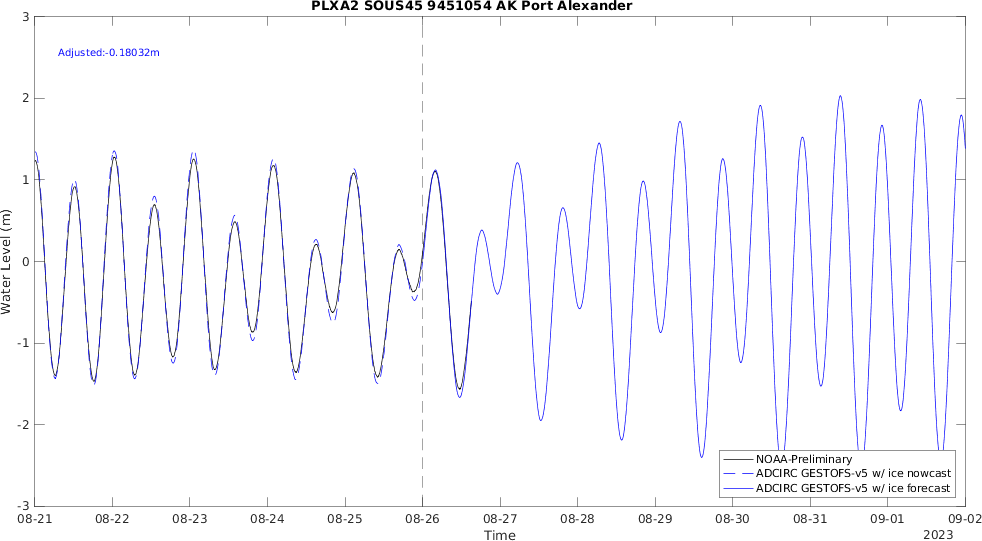 PLXA2 SOUS45 9451054 AK Port Alexander
3
Adjusted:-0.18032m
2
1
0
-1
-2
-3
Water Level (m)
NOAA-Preliminary
ADCIRC GESTOFS-v5 w/ ice nowcast
ADCIRC GESTOFS-v5 w/ ice forecast
08-21 08-22 08-23 08-24 08-25 08-26 08-27 08-28 08-29 08-30 08-31 09-01 09-02
Time
2023